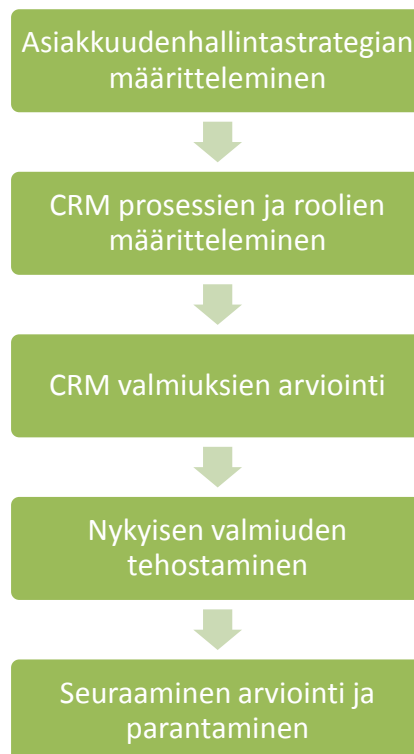 Asiakkuudenhallintastrategian
määritteleminen
CRM prosessien ja roolien
määritteleminen
CRM valmiuksien arviointi
Nykyisen valmiuden
tehostaminen
Seuraaminen arviointi ja
parantaminen